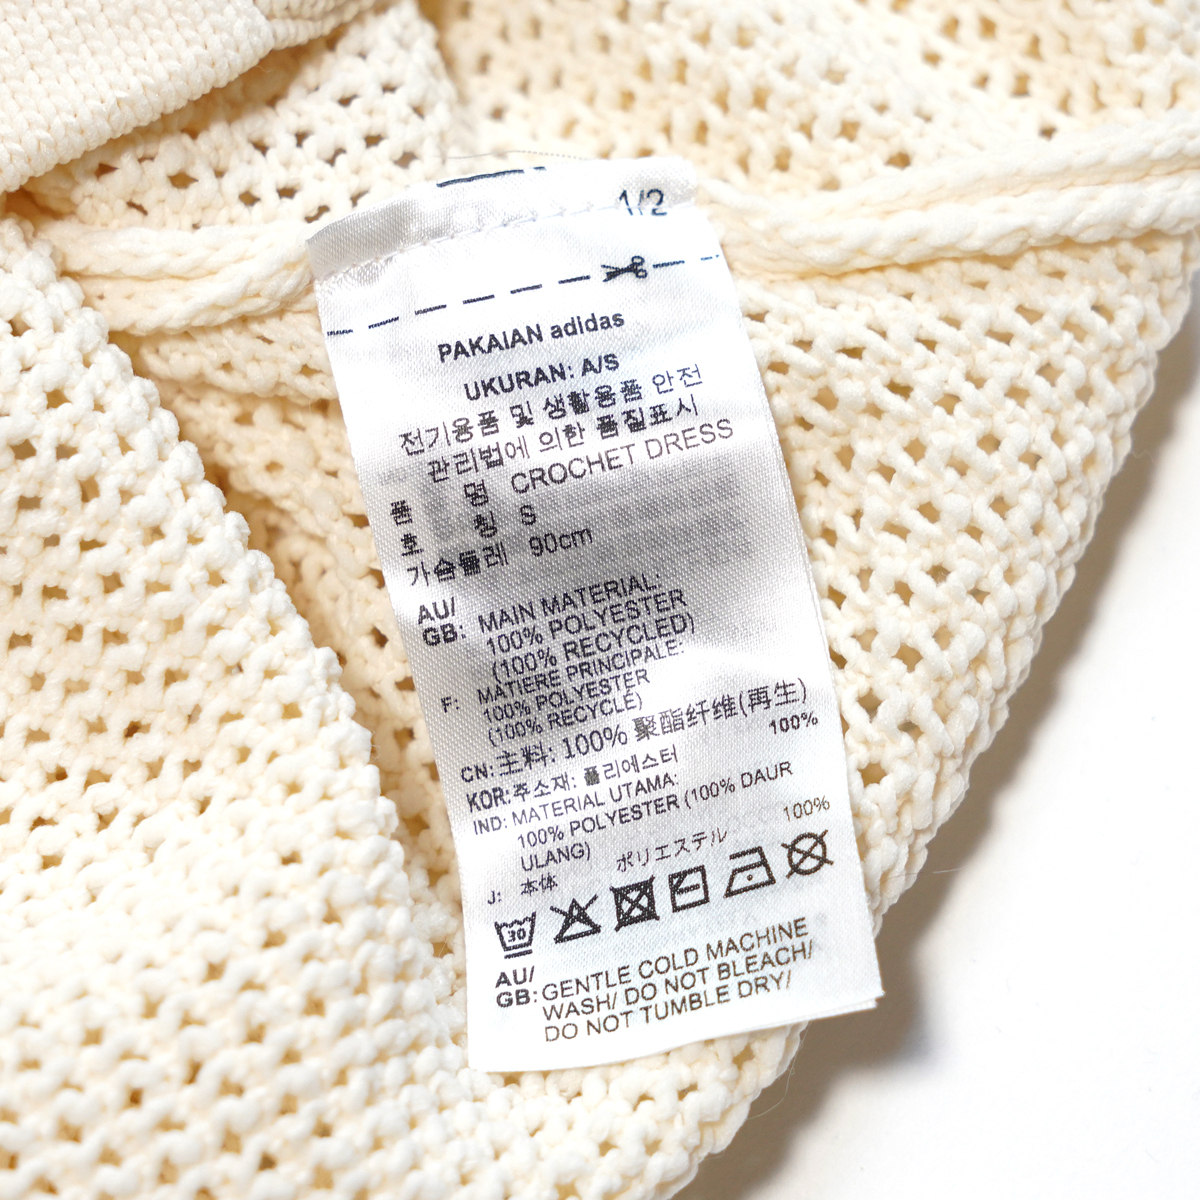 1/2
PAKAIAN adidas
UKURAN: A/S
전기용품 및 생활용품 안전
관리법에 의한 품질표시
품 명 CROCHET DRESS
호 칭 S
가슴둘레 90cm
AU/
GB: MAIN MATERIAL:
100% POLYESTER
(100% RECYCLED)
F: MATIERE PRINCIPALE:
100% POLYESTER
(100% RECYCLÉ)
CN: 主料: 100% 聚酯纤维(再生)
KOR: 주소재: 폴리에스터 100%
IND: MATERIAL UTAMA:
100% POLYESTER (100% DAUR
ULANG)
J: 本体 ポリエステル 100%
30
AU/
GB: GENTLE COLD MACHINE
WASH/ DO NOT BLEACH/
DO NOT TUMBLE DRY/